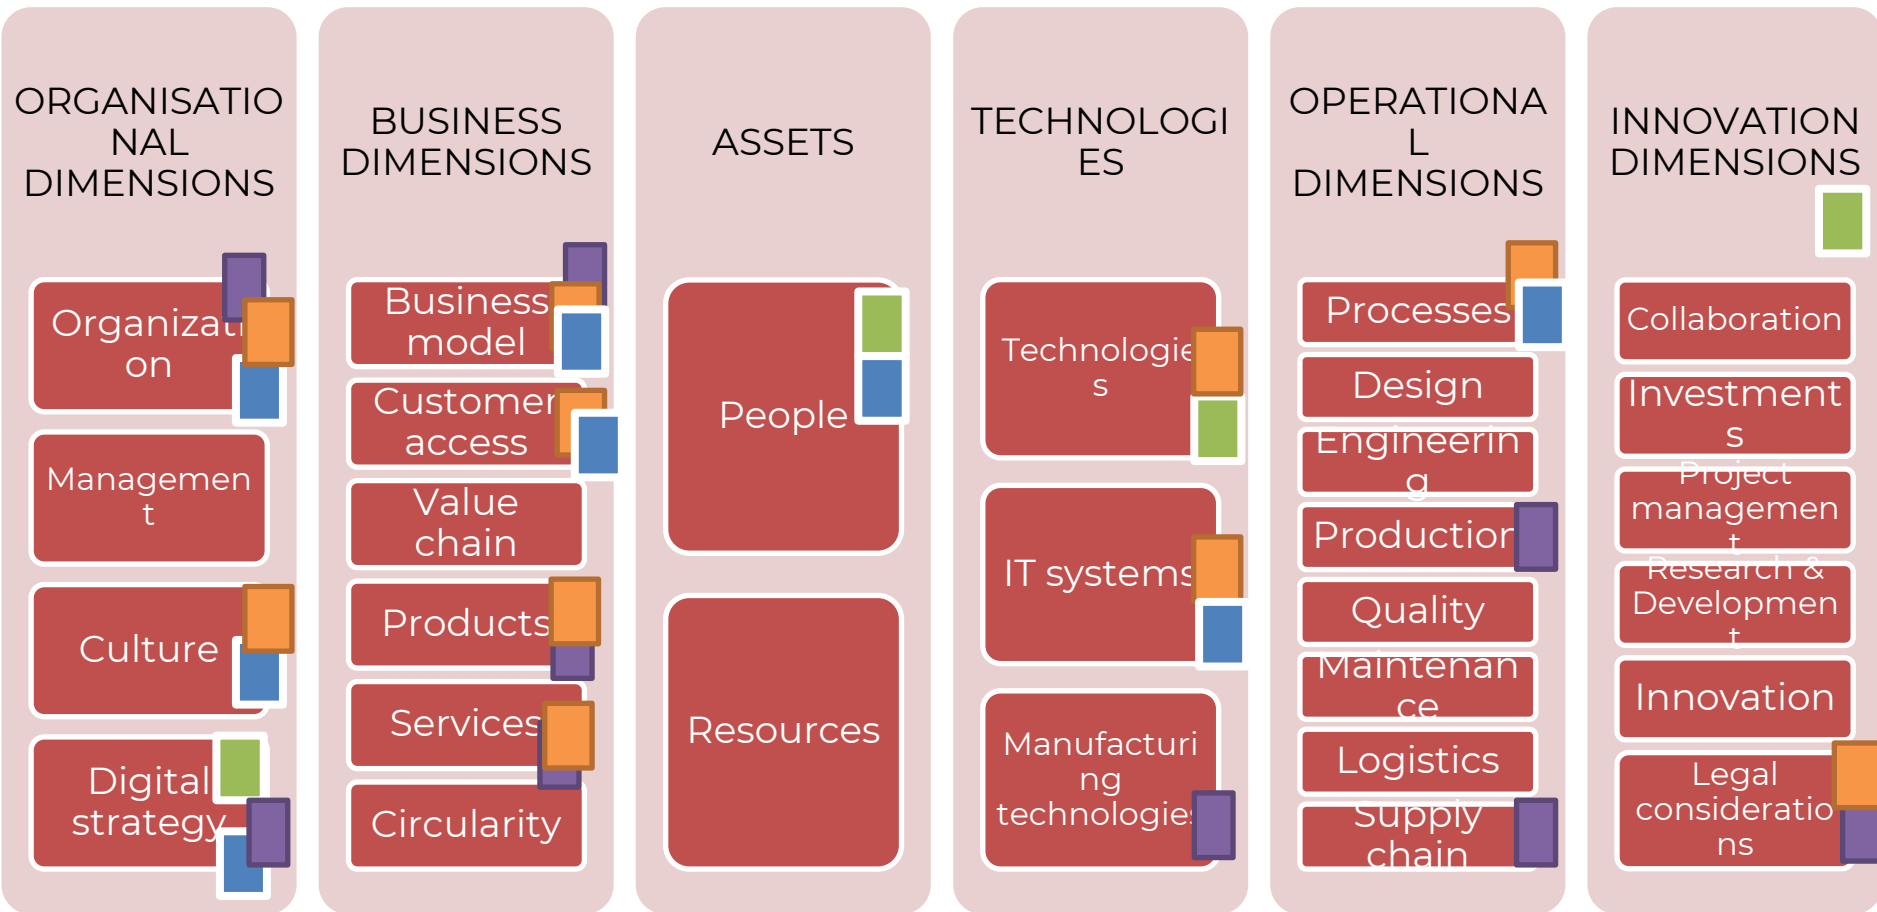 ORGANISATIO
NAL
DIMENSIONS
Organizati
on
Managemen
t
Culture
Digital
strategy
BUSINESS
DIMENSIONS
Business
model
Customer
access
Value
chain
Products
Services
Circularity
ASSETS
People
Resources
TECHNOLOGI
ES
Technologie
s
IT systems
Manufacturi
ng
technologies
OPERATIONA
L
DIMENSIONS
Processes
Design
Engineerin
g
Production
Quality
Maintenan
ce
Logistics
Supply
chain
INNOVATION
DIMENSIONS
Collaboration
Investment
s
Project
managemen
t
Research &
Developmen
t
Innovation
Legal
consideratio
ns